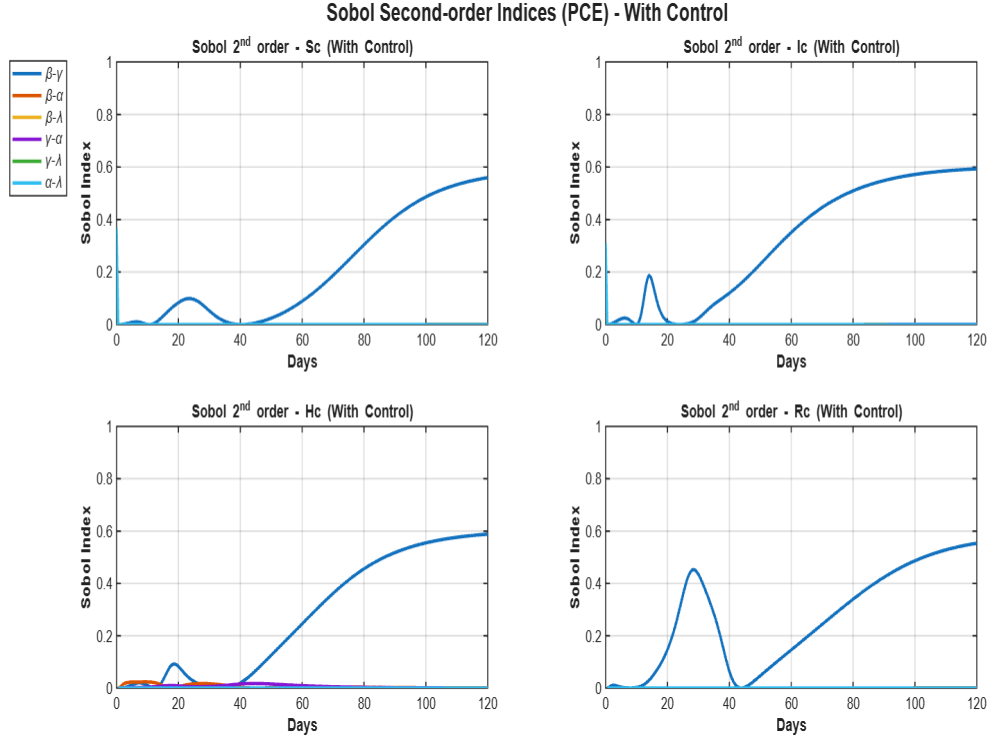 Sobol Second-order Indices (PCE) - With Control
Sobol 2nd order - Sc (With Control)
β-γ
β-α
β-λ
γ-α
γ-λ
α-λ
1
0.8
0.6
0.4
0.2
0
Sobol Index
0 20 40 60 80 100 120
Days
Sobol 2nd order - Ic (With Control)
1
0.8
0.6
0.4
0.2
0
Sobol Index
0 20 40 60 80 100 120
Days
Sobol 2nd order - Hc (With Control)
1
0.8
0.6
0.4
0.2
0
Sobol Index
0 20 40 60 80 100 120
Days
Sobol 2nd order - Rc (With Control)
1
0.8
0.6
0.4
0.2
0
Sobol Index
0 20 40 60 80 100 120
Days